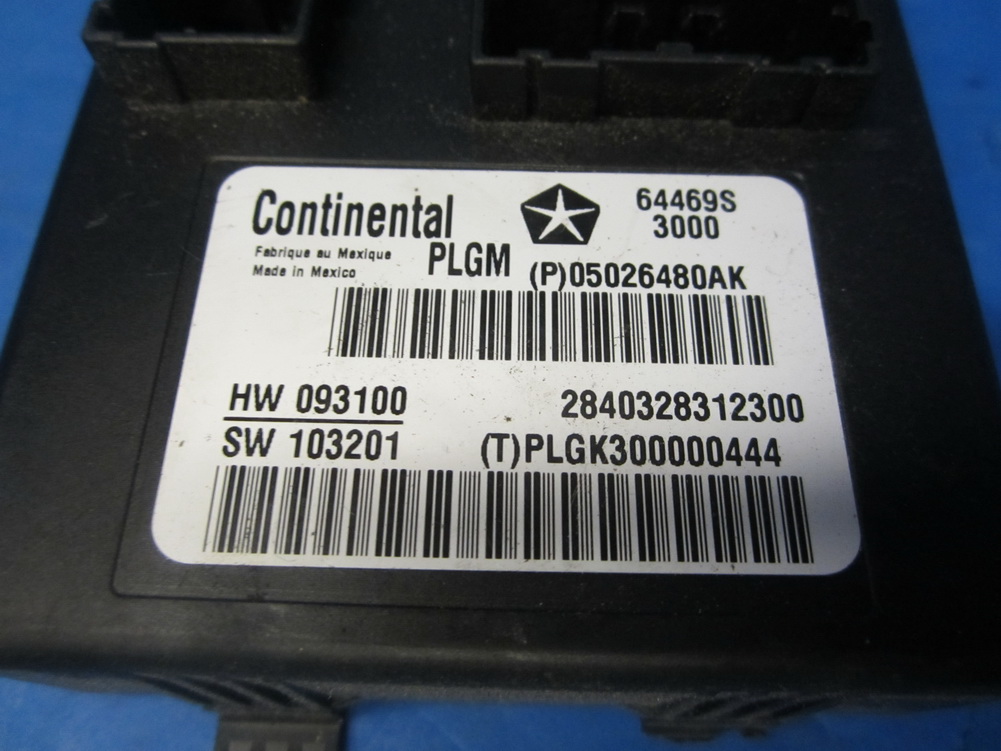 Continental
64469S
3000
Fabrique au Mexique
Made in Mexico
PLGM
(P)05026480AK
HW 093100
2840328312300
SW 103201
(T)PLGK300000444